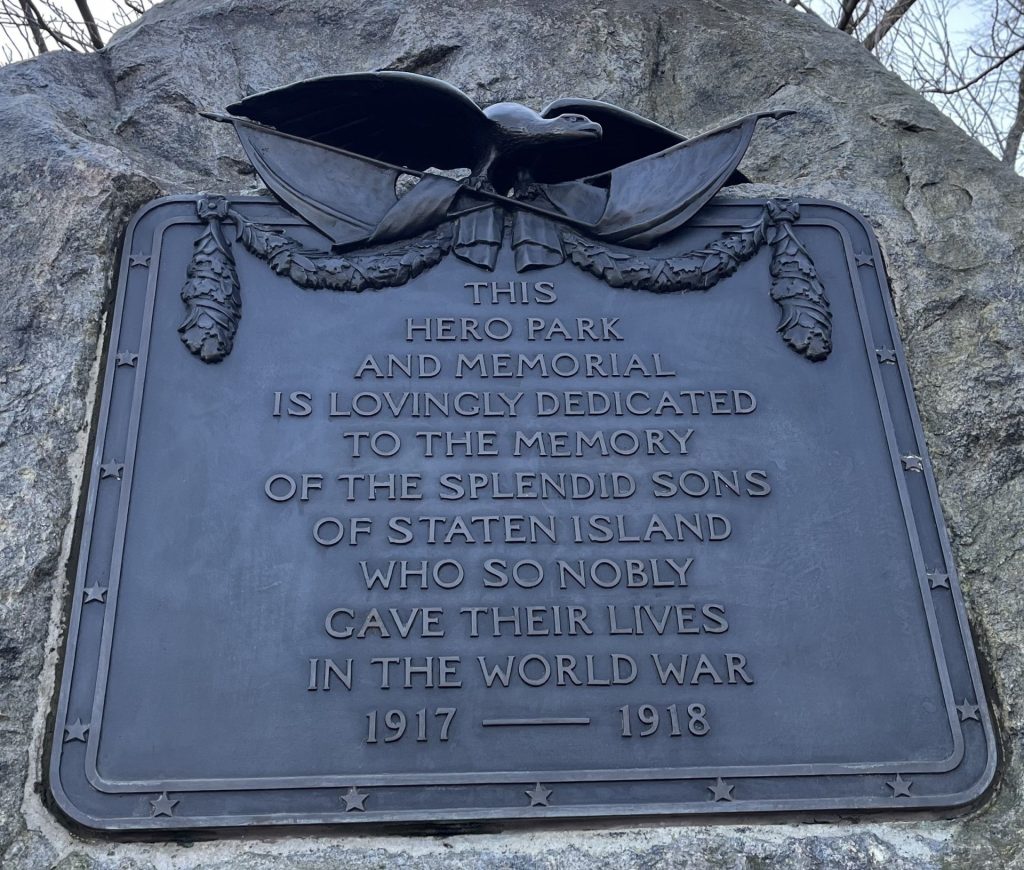 THIS
HERO PARK
AND MEMORIAL
IS LOVINGLY DEDICATED
TO THE MEMORY
OF THE SPLENDID SONS
OF STATEN ISLAND
WHO SO NOBLY
GAVE THEIR LIVES
IN THE WORLD WAR
1917 — 1918